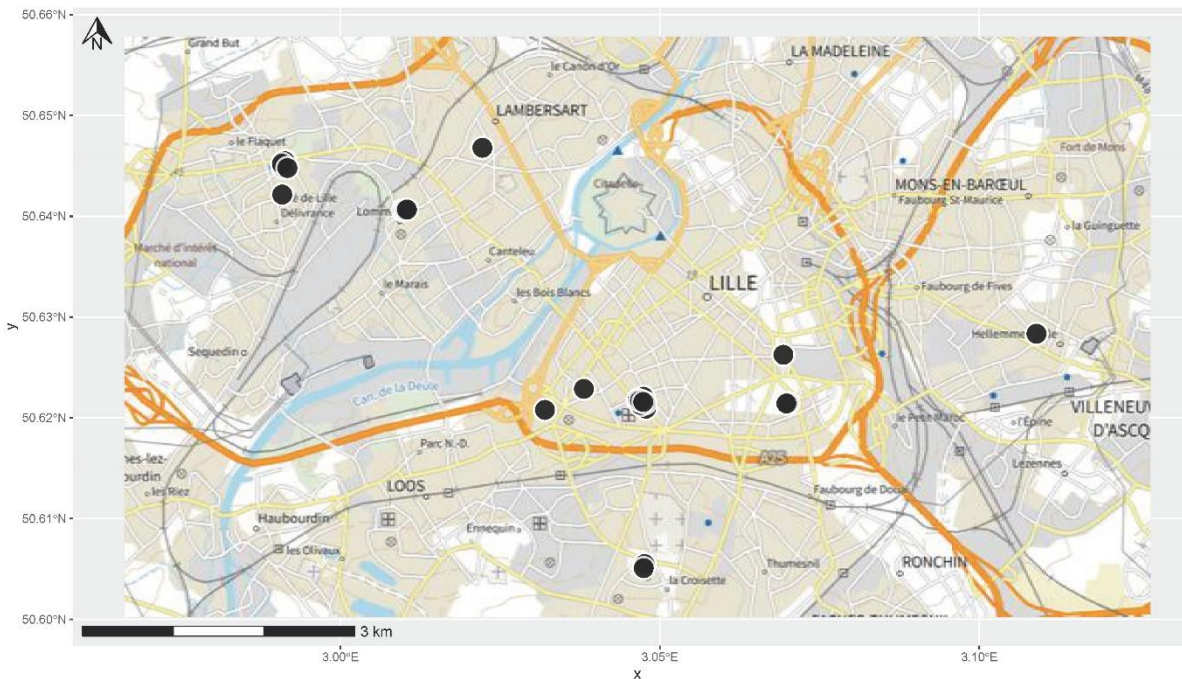 50.66°N
50.65°N
50.64°N
50.63°N
50.62°N
50.61°N
50.60°N
y
N
Grand But
le Canon d'Or
LA MADELEINE
LAMBERSART
le Flaquet
Fort de Mons
Citadelle
MONS-EN-BARŒUL
Faubourg St-Maurice
é de Lille
Délivrance
Lomm
la Guinguette
Marché d'intérêt
national
Canteleu
le Marais
les Bois Blancs
LILLE
Faubourg de Fives
Sequedin
Hellemme
le
Can. de la Deûle
le Petit Maroc
l'Épine
VILLENEUV
D'ASCQ
Parc N.-D.
A25
nes-lez-
ourdin
les Riez
LOOS
Lezennes
Faubourg de Douai
Haubourdin
Ennequin
les Olivaux
Thumesnil
RONCHIN
la Croisette
3 km
3.00°E
3.05°E
3.10°E
x